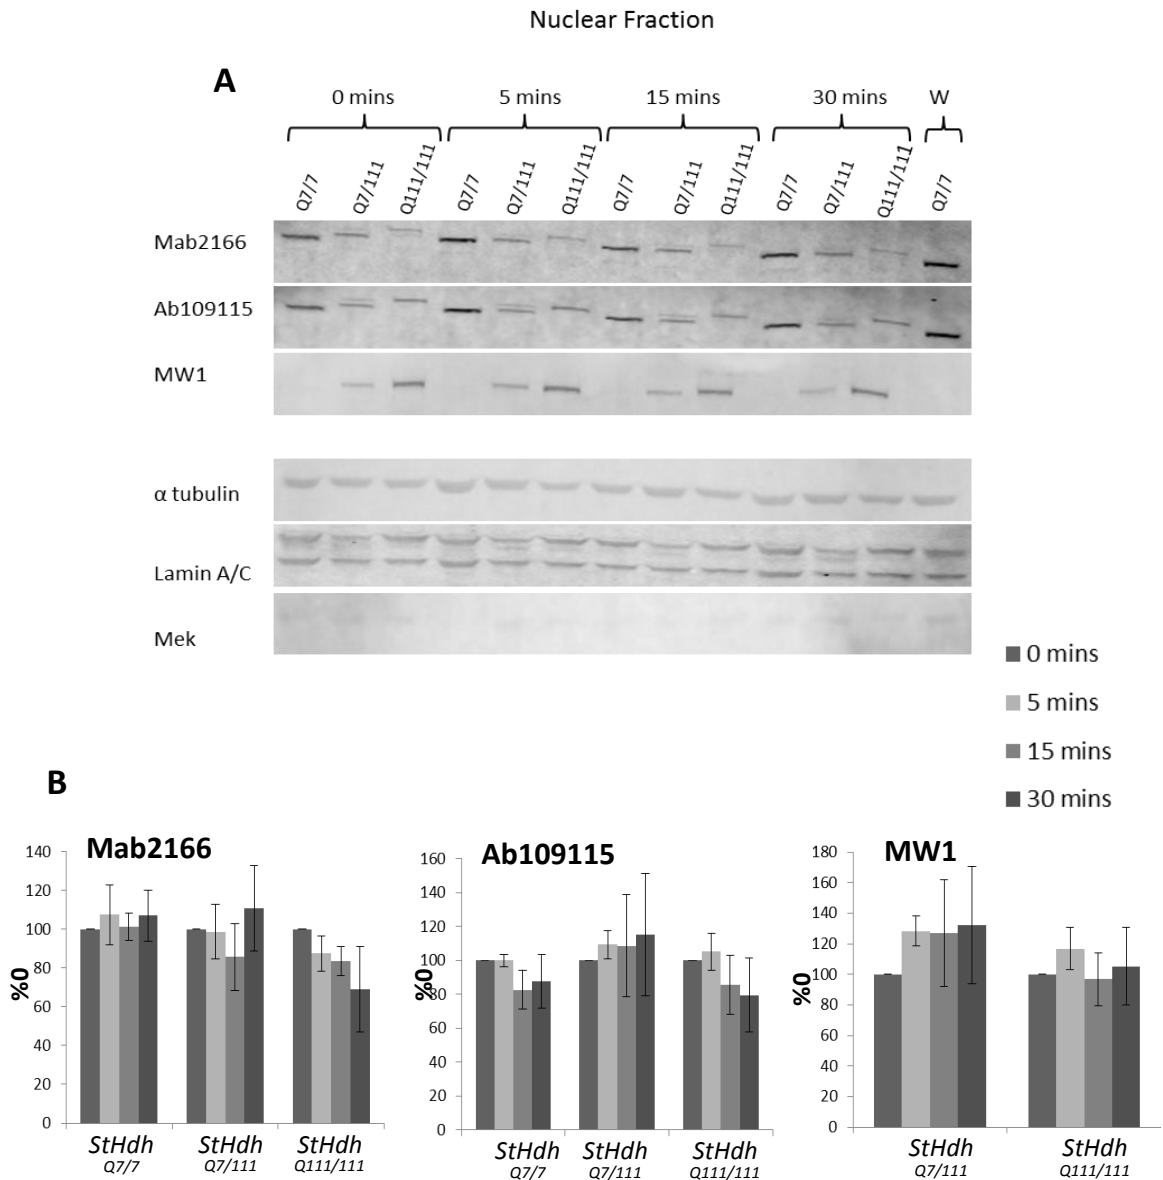 Nuclear Fraction
A
0 mins 5 mins 15 mins 30 mins W
Q7/7 Q7/111 Q111/111 Q7/7 Q7/111 Q111/111 Q7/7 Q7/111 Q111/111 Q7/7 Q7/111 Q111/111 Q7/7
Mab2166
Ab109115
MW1
α tubulin
Lamin A/C
Mek
0 mins
5 mins
15 mins
30 mins
B
Mab2166
%0
140
120
100
80
60
40
20
0
StHdh StHdh StHdh
Q7/7 Q7/111 Q111/111
Ab109115
%0
160
140
120
100
80
60
40
20
0
StHdh StHdh StHdh
Q7/7 Q7/111 Q111/111
MW1
%0
180
160
140
120
100
80
60
40
20
0
StHdh StHdh
Q7/111 Q111/111